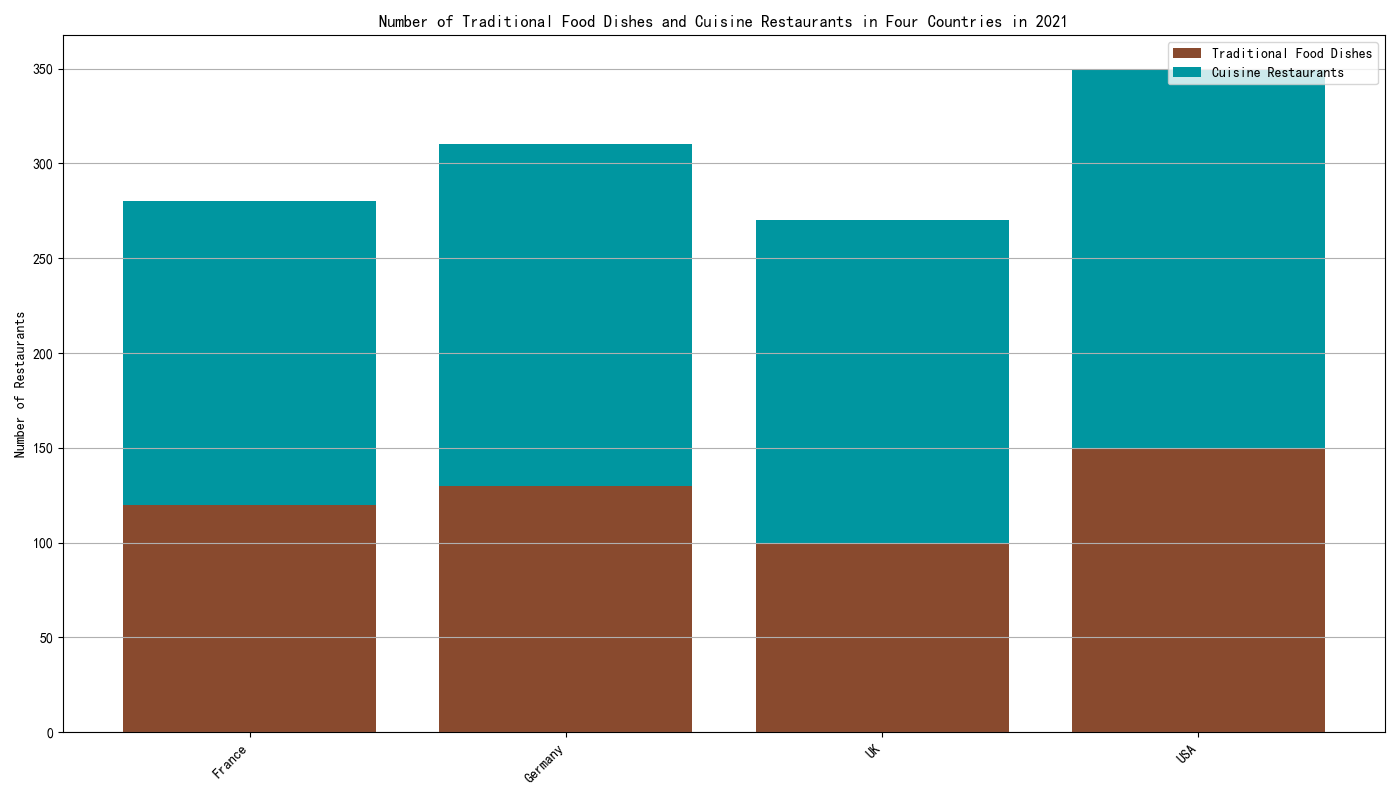 Number of Traditional Food Dishes and Cuisine Restaurants in Four Countries in 2021
Traditional Food Dishes
Cuisine Restaurants
Number of Restaurants
350
300
250
200
150
100
50
0
France
Germany
UK
USA